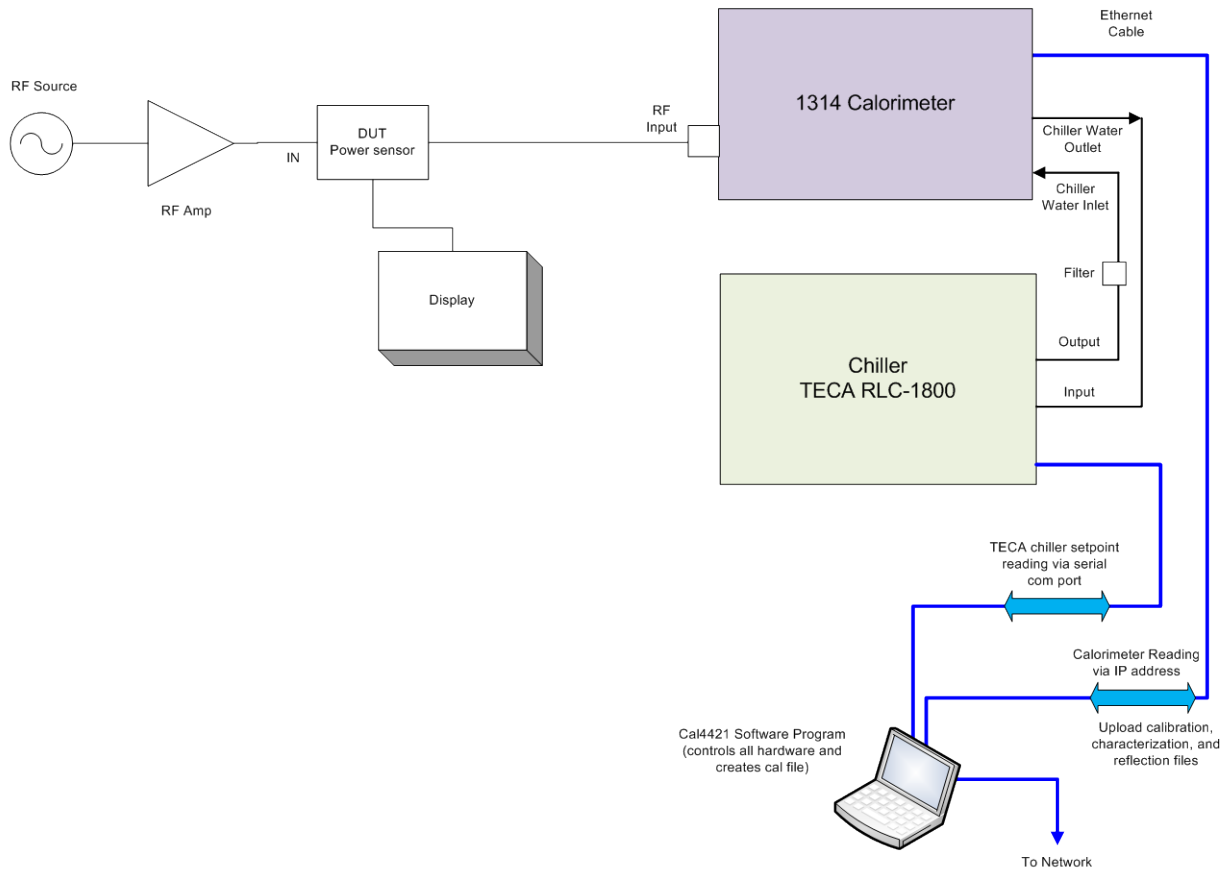 Ethernet
Cable
RF Source
1314 Calorimeter
RF
Input
DUT
Power sensor
IN
RF Amp
Chiller Water
Outlet
Chiller
Water Inlet
Display
Filter
Output
Chiller
TECA RLC-1800
Input
TECA chiller setpoint
reading via serial
com port
Calorimeter Reading
via IP address
Upload calibration,
characterization, and
reflection files
Cal4421 Software Program
(controls all hardware and
creates cal file)
To Network